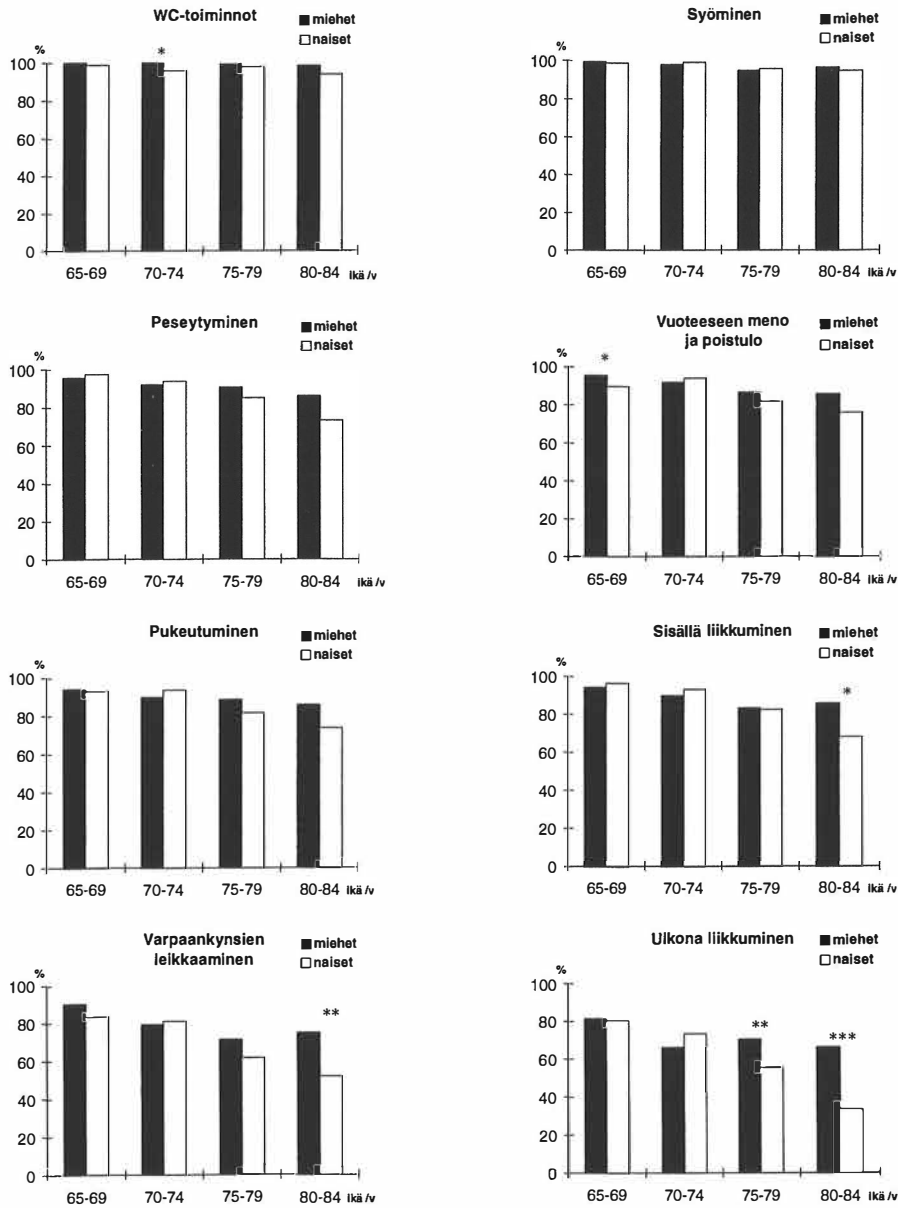 WC-toiminnot
■ miehet
□ naiset
%
*
100
80
60
40
20
0
65-69 70-74 75-79 80-84 Ikä /v
Syöminen
■ miehet
□ naiset
%
100
80
60
40
20
0
65-69 70-74 75-79 80-84 Ikä /v
Peseytyminen
■ miehet
□ naiset
%
100
80
60
40
20
0
65-69 70-74 75-79 80-84 Ikä /v
Vuoteeseen meno
ja poistulo
■ miehet
□ naiset
%
*
100
80
60
40
20
0
65-69 70-74 75-79 80-84 Ikä /v
Pukeutuminen
■ miehet
□ naiset
%
100
80
60
40
20
0
65-69 70-74 75-79 80-84 Ikä /v
Sisällä liikkuminen
■ miehet
□ naiset
%
*
100
80
60
40
20
0
65-69 70-74 75-79 80-84 Ikä /v
Varpaankynsien
leikkaaminen
■ miehet
□ naiset
%
**
100
80
60
40
20
0
65-69 70-74 75-79 80-84 Ikä /v
Ulkona liikkuminen
■ miehet
□ naiset
%
** ***
100
80
60
40
20
0
65-69 70-74 75-79 80-84 Ikä /v